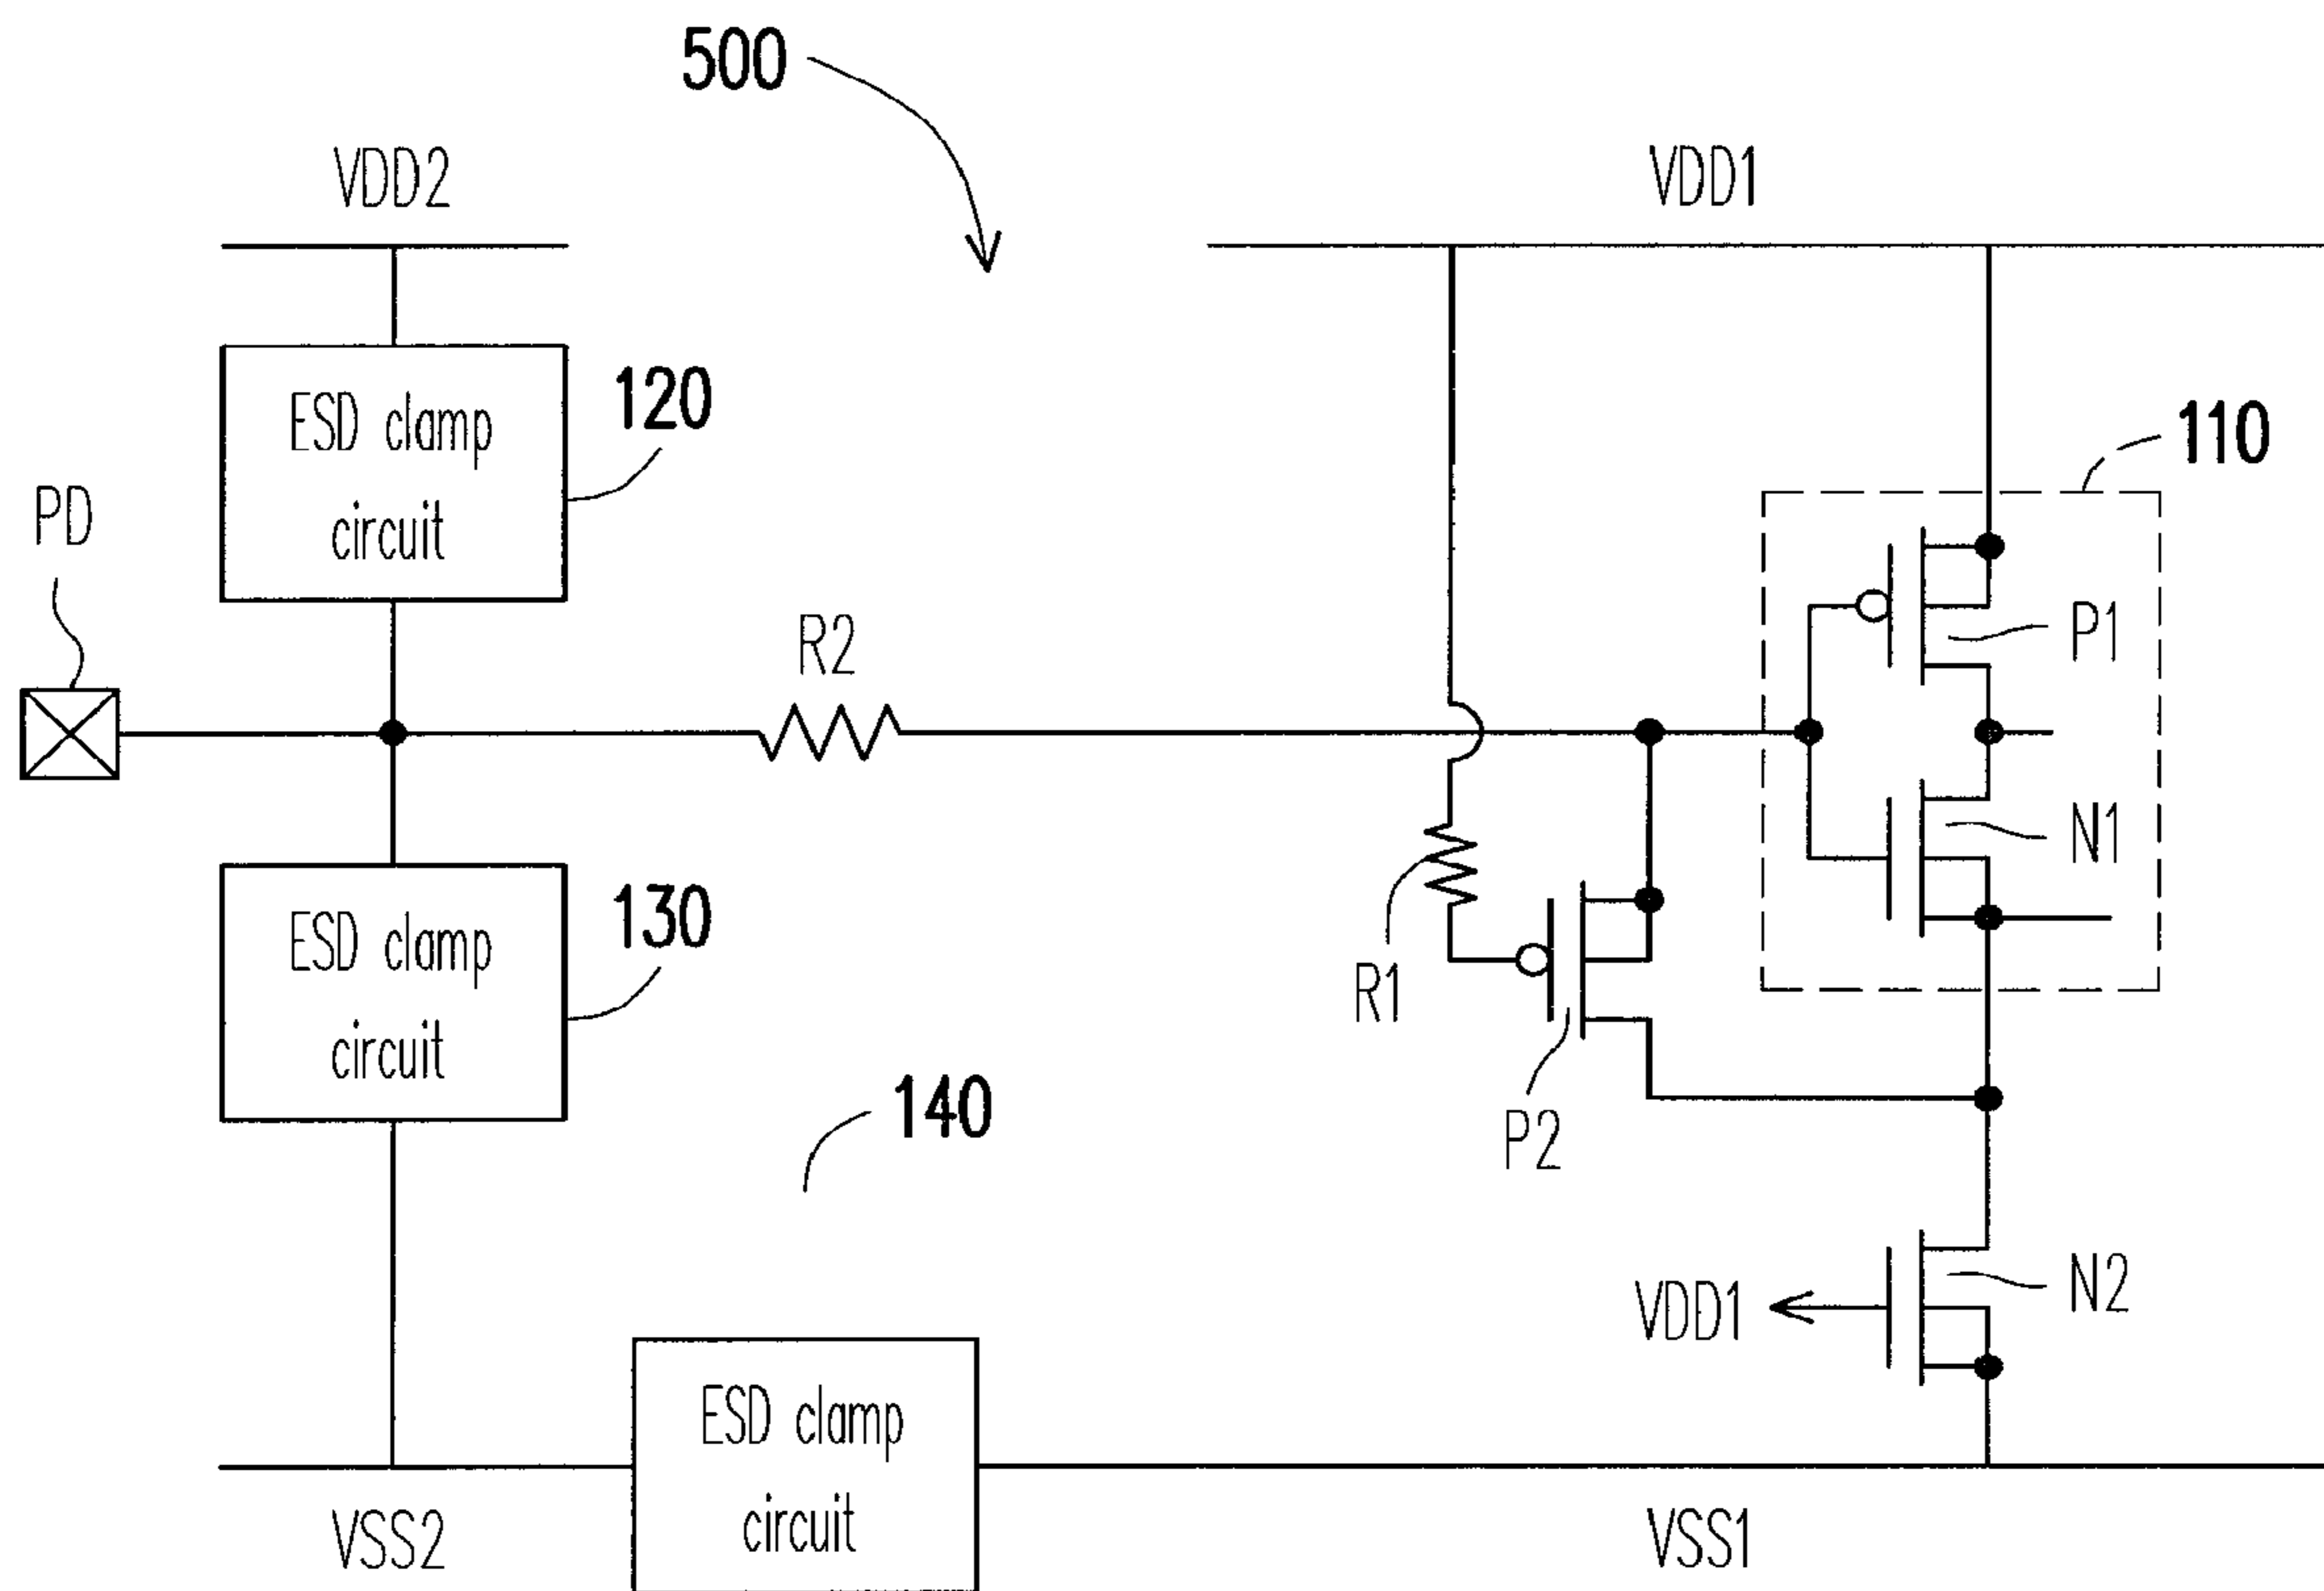 500
VDD2
VDD1
ESD clamp
circuit
120
110
PD
R2
P1
N1
ESD clamp
circuit
130
R1
140
P2
VDD1
N2
ESD clamp
circuit
VSS2
VSS1